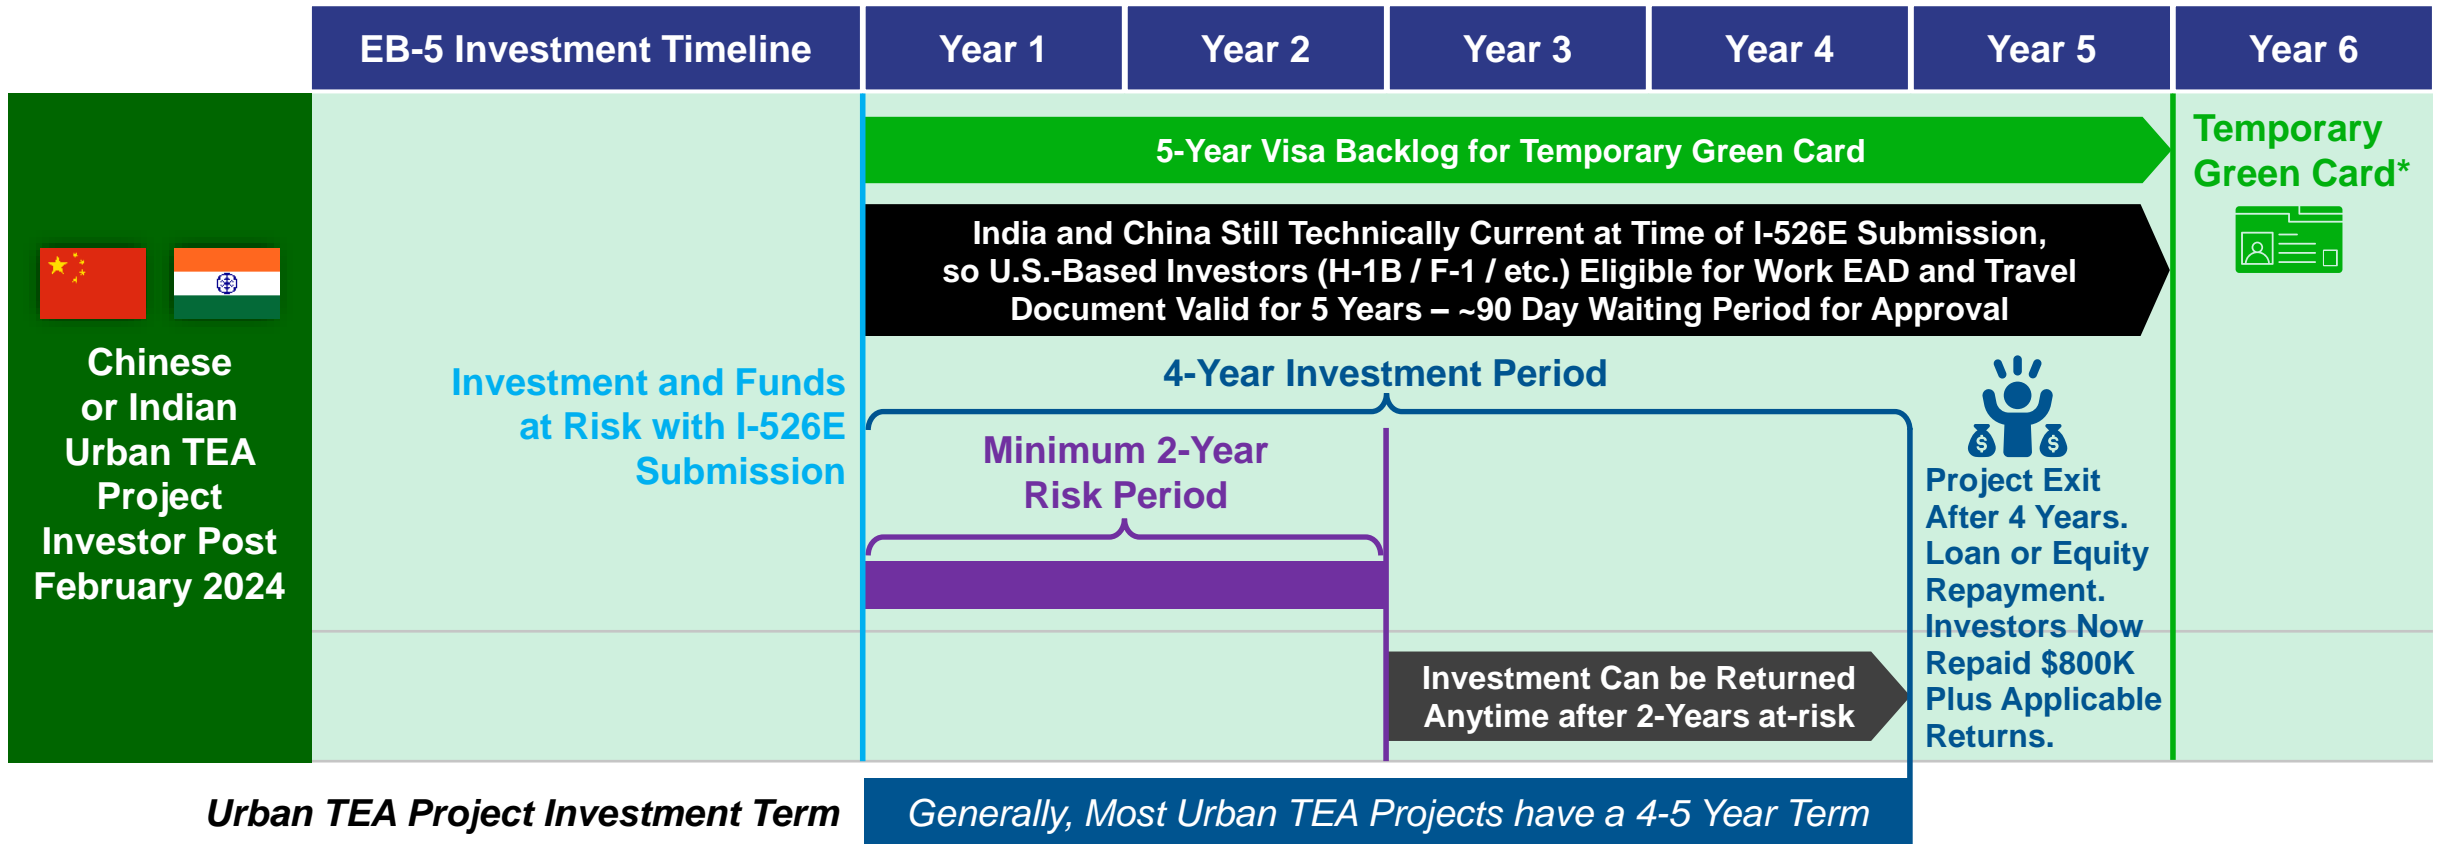 EB-5 Investment Timeline
Year 1
Year 2
Year 3
Year 4
Year 5
Year 6
Chinese
or Indian
Urban TEA
Project
Investor Post
February 2024
Investment and Funds
at Risk with I-526E
Submission
5-Year Visa Backlog for Temporary Green Card
Temporary
Green Card*
India and China Still Technically Current at Time of I-526E Submission,
so U.S.-Based Investors (H-1B / F-1 / etc.) Eligible for Work EAD and Travel
Document Valid for 5 Years – ~90 Day Waiting Period for Approval
4-Year Investment Period
Minimum 2-Year
Risk Period
$ $
Project Exit
After 4 Years.
Loan or Equity
Repayment.
Investors Now
Repaid $800K
Plus Applicable
Returns.
Investment Can be Returned
Anytime after 2-Years at-risk
Urban TEA Project Investment Term
Generally, Most Urban TEA Projects have a 4-5 Year Term